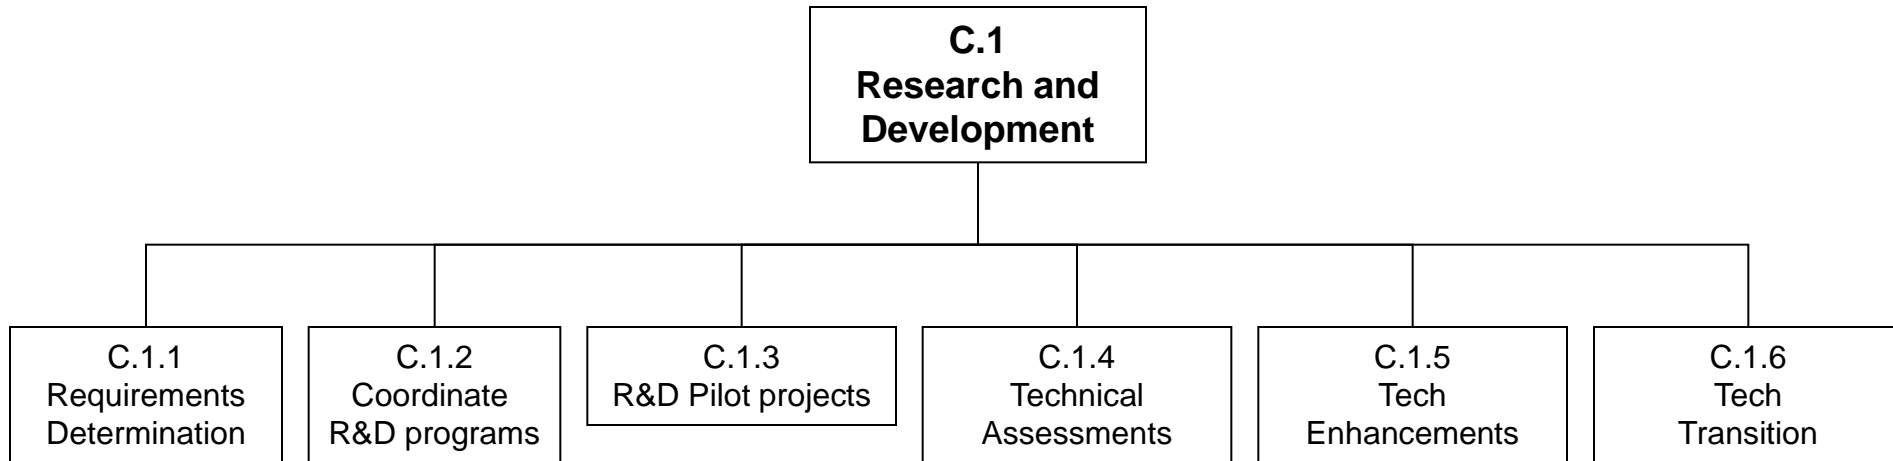 C.1
Research and
Development
C.1.1
Requirements
Determination
C.1.2
Coordinate
R&D programs
C.1.3
R&D Pilot projects
C.1.4
Technical
Assessments
C.1.5
Tech
Enhancements
C.1.6
Tech
Transition